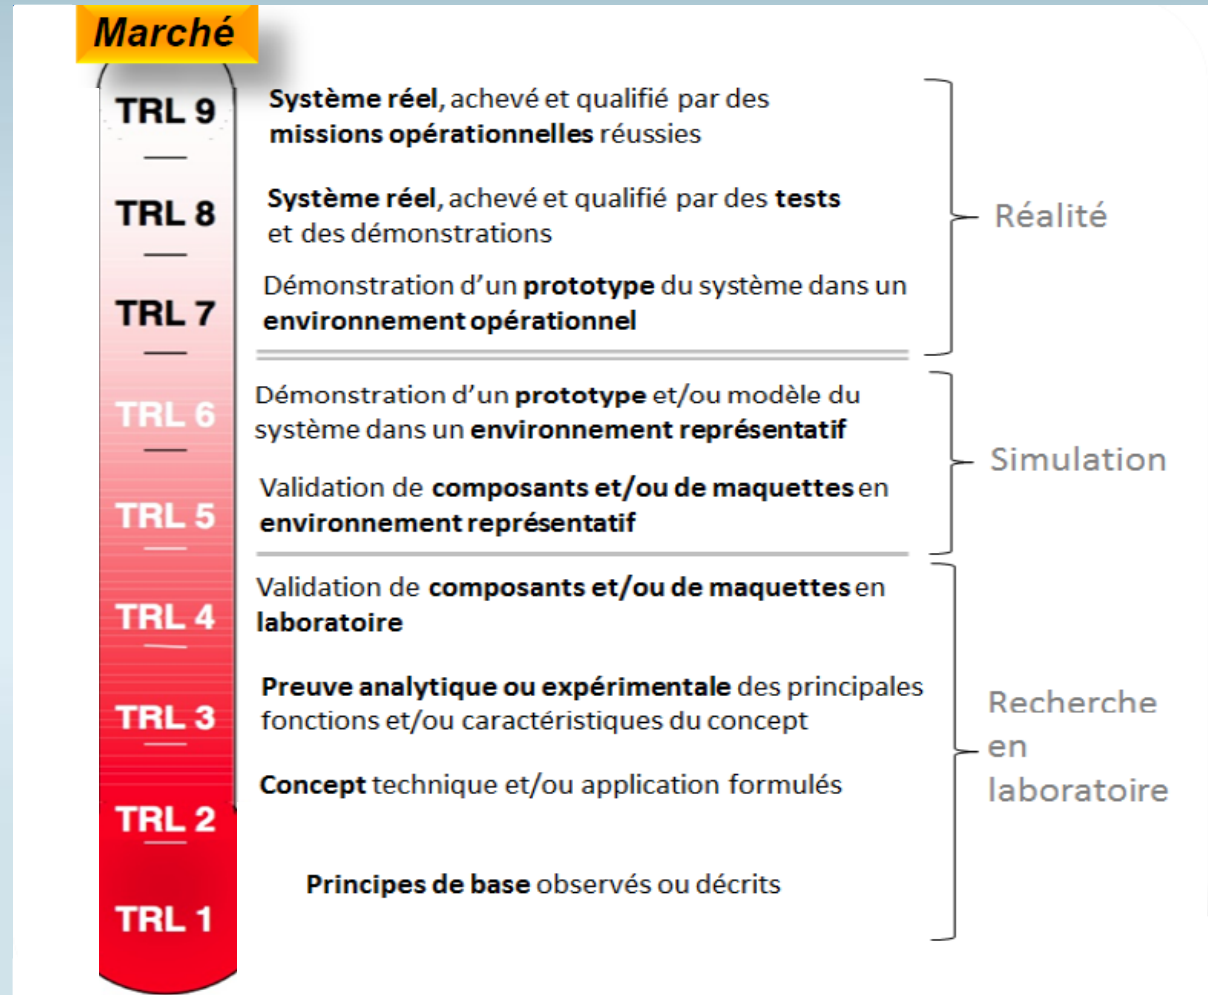 Marché
TRL 9
Système réel, achevé et qualifié par des
missions opérationnelles réussies
TRL 8
Système réel, achevé et qualifié par des tests
et des démonstrations
Réalité
TRL 7
Démonstration d’un prototype du système dans un
environnement opérationnel
TRL 6
Démonstration d’un prototype et/ou modèle du
système dans un environnement représentatif
Simulation
TRL 5
Validation de composants et/ou de maquettes en
environnement représentatif
TRL 4
Validation de composants et/ou de maquettes en
laboratoire
TRL 3
Preuve analytique ou expérimentale des principales
fonctions et/ou caractéristiques du concept
Recherche
en
laboratoire
TRL 2
Concept technique et/ou application formulés
TRL 1
Principes de base observés ou décrits